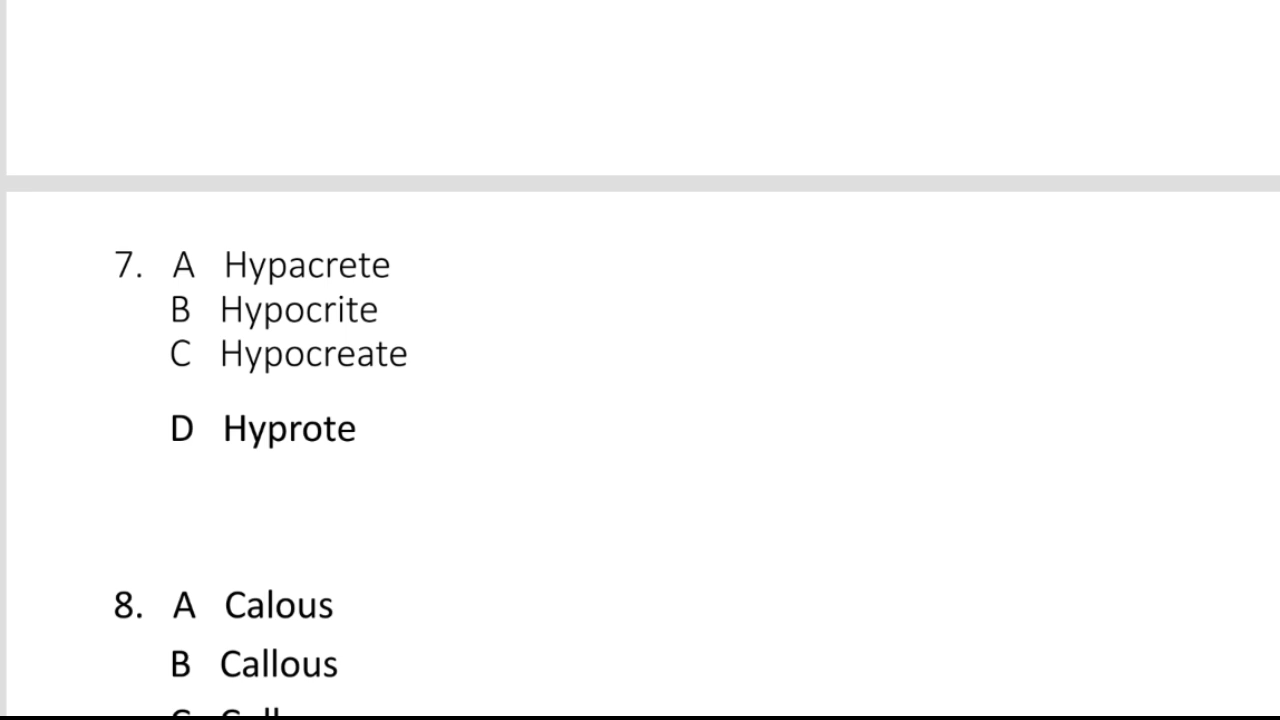 7. A Hypacrete
B Hypocrite
C Hypocreate
D Hyprote
8. A Calous
B Callous